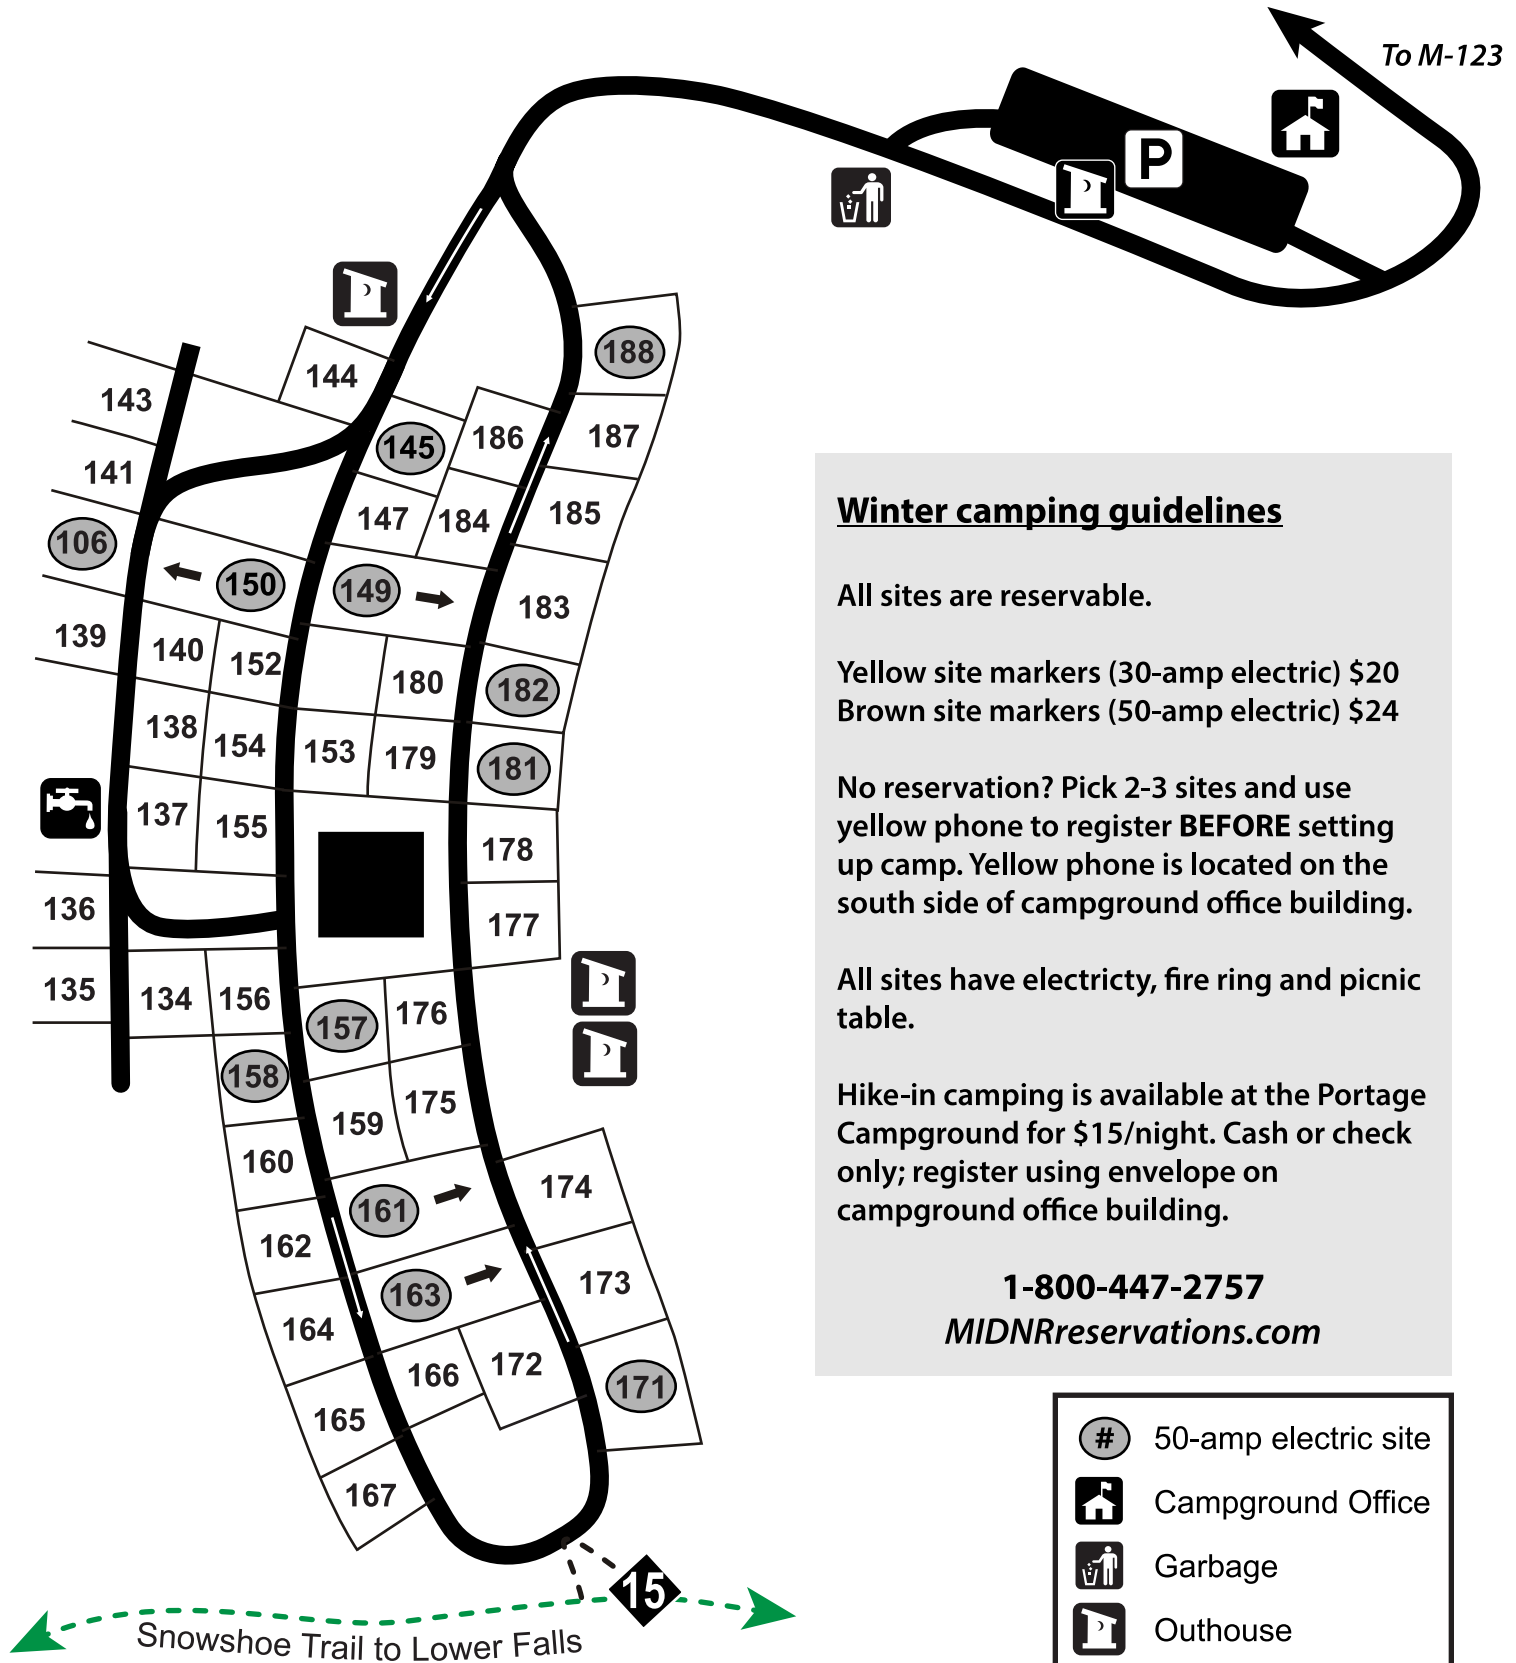 To M-123
P
188
144
143
187
186
145
141
185
147
184
106
150
149
183
139
140
152
180
182
138
154
153
179
181
137
155
178
136
177
135
134
156
157
176
158
159
175
160
161
174
162
163
173
164
166
172
171
165
167
15
Snowshoe Trail to Lower Falls
Winter camping guidelines
All sites are reservable.
Yellow site markers (30-amp electric) $20
Brown site markers (50-amp electric) $24
No reservation? Pick 2-3 sites and use
yellow phone to register BEFORE setting
up camp. Yellow phone is located on the
south side of campground office building.
All sites have electricty, fire ring and picnic
table.
Hike-in camping is available at the Portage
Campground for $15/night. Cash or check
only; register using envelope on
campground office building.
1-800-447-2757
MIDNRreservations.com
# 50-amp electric site
Campground Office
Garbage
Outhouse